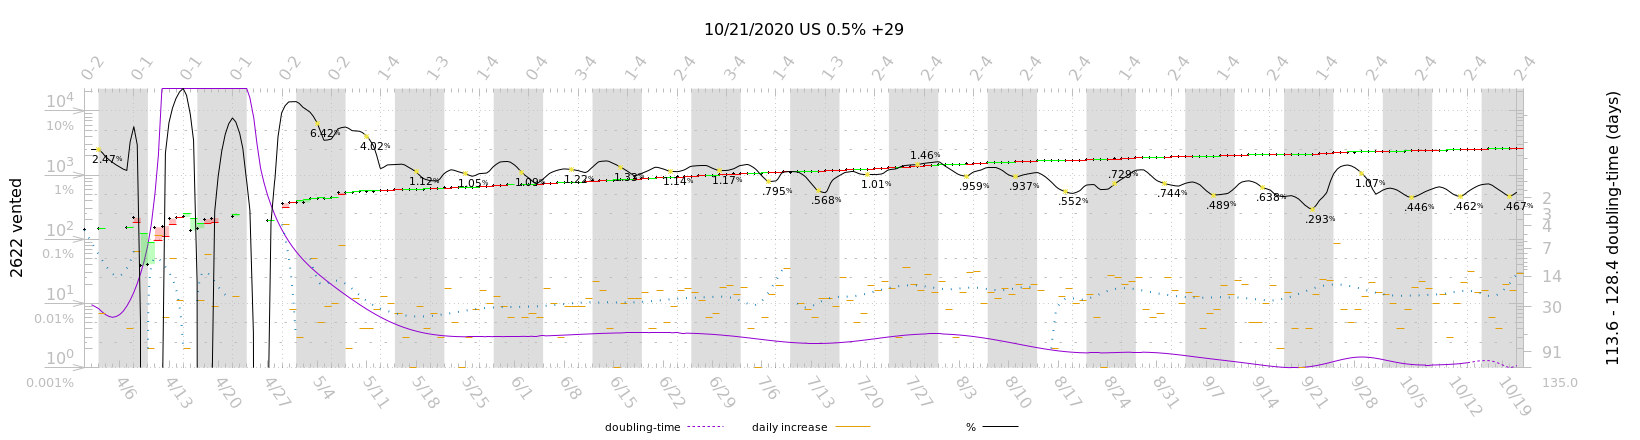 10/21/2020 US 0.5% +29
0-2 0-1 0-1 0-1 0-2 0-2 1-4 1-3 1-4 0-4 3-4 1-4 2-4 3-4 1-4 1-3 2-4 2-4 2-4 2-4 2-4 1-4 2-4 2-4 2-4 1-4 2-4 2-4 2-4 2-4
10⁴
10%
10³
1%
10²
0.1%
10¹
0.01%
10⁰
0.001%
2622 vented
2.47% 6.42% 4.02% 1.12% 1.05% 1.09% 1.22% 1.33% 1.14% 1.17% .795% .568% 1.01% 1.46% .959% .937% .552% .729% .744% .489% .638% .293% 1.07% .446% .462% .467%
2
3
4
7
14
30
91
135.0
113.6 - 128.4 doubling-time (days)
4/6 4/13 4/20 4/27 5/4 5/11 5/18 5/25 6/1 6/8 6/15 6/22 6/29 7/6 7/13 7/20 7/27 8/3 8/10 8/17 8/24 8/31 9/7 9/14 9/21 9/28 10/5 10/12 10/19
doubling-time daily increase %